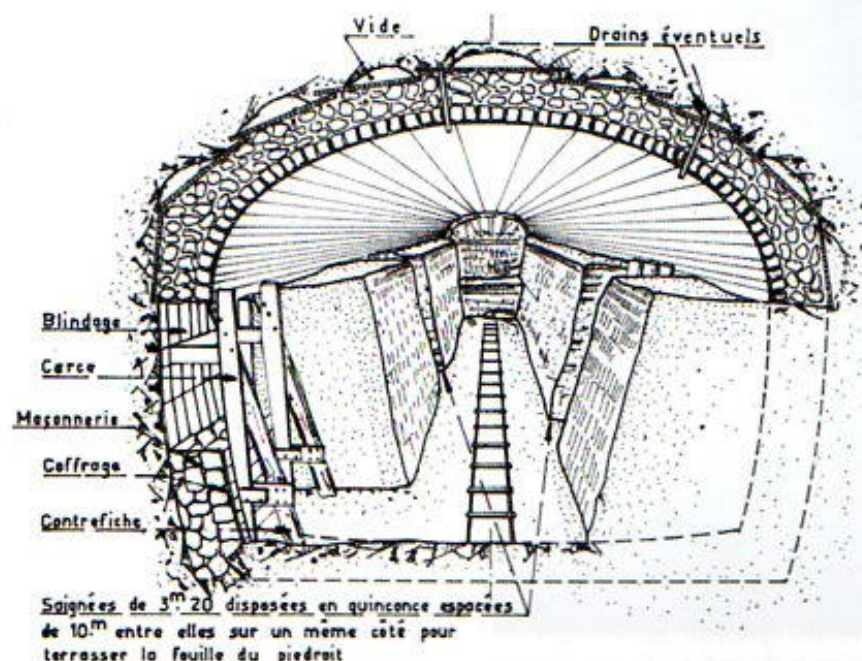 Vide
Drains éventuels
Blindage
Cerce
Maçonnerie
Coffrage
Contrefiche
Saignées de 3m.20 disposées en quinconce espacées
de 10.m entre elles sur un même côté pour
terrasser la fouille du piedroit